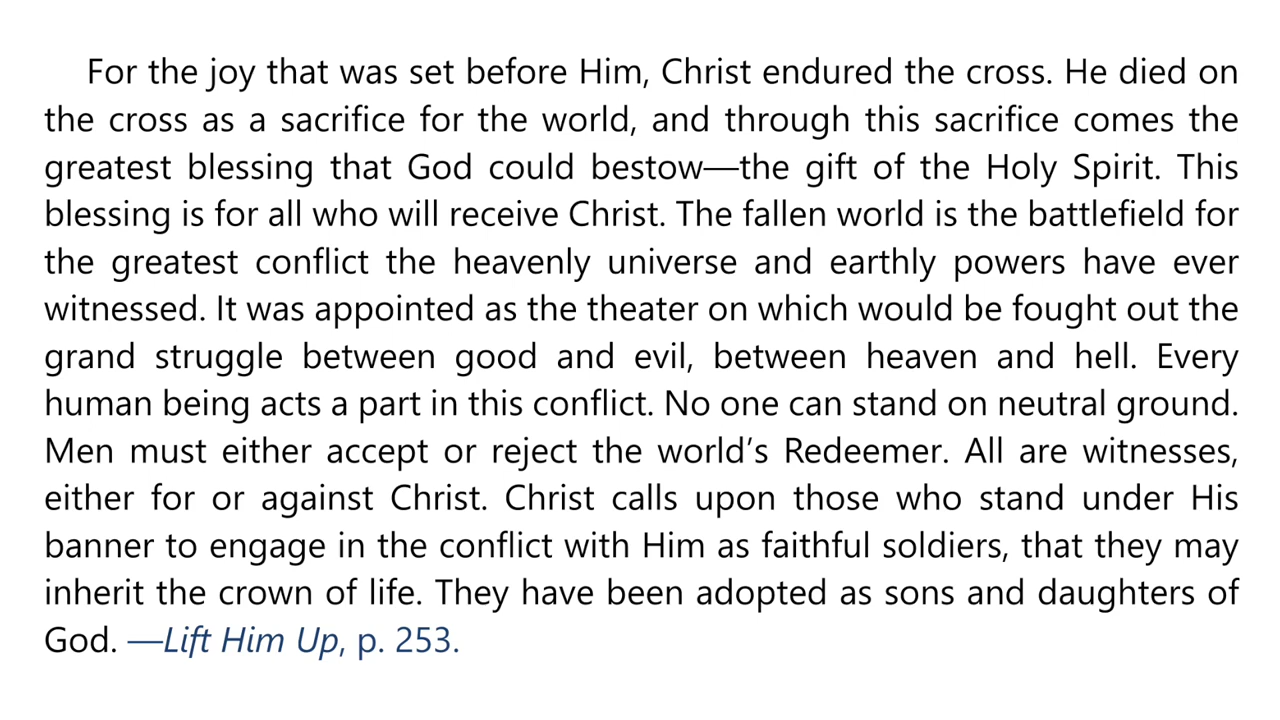 For the joy that was set before Him, Christ endured the cross. He died on
the cross as a sacrifice for the world, and through this sacrifice comes the
greatest blessing that God could bestow—the gift of the Holy Spirit. This
blessing is for all who will receive Christ. The fallen world is the battlefield for
the greatest conflict the heavenly universe and earthly powers have ever
witnessed. It was appointed as the theater on which would be fought out the
grand struggle between good and evil, between heaven and hell. Every
human being acts a part in this conflict. No one can stand on neutral ground.
Men must either accept or reject the world’s Redeemer. All are witnesses,
either for or against Christ. Christ calls upon those who stand under His
banner to engage in the conflict with Him as faithful soldiers, that they may
inherit the crown of life. They have been adopted as sons and daughters of
God. —Lift Him Up, p. 253.